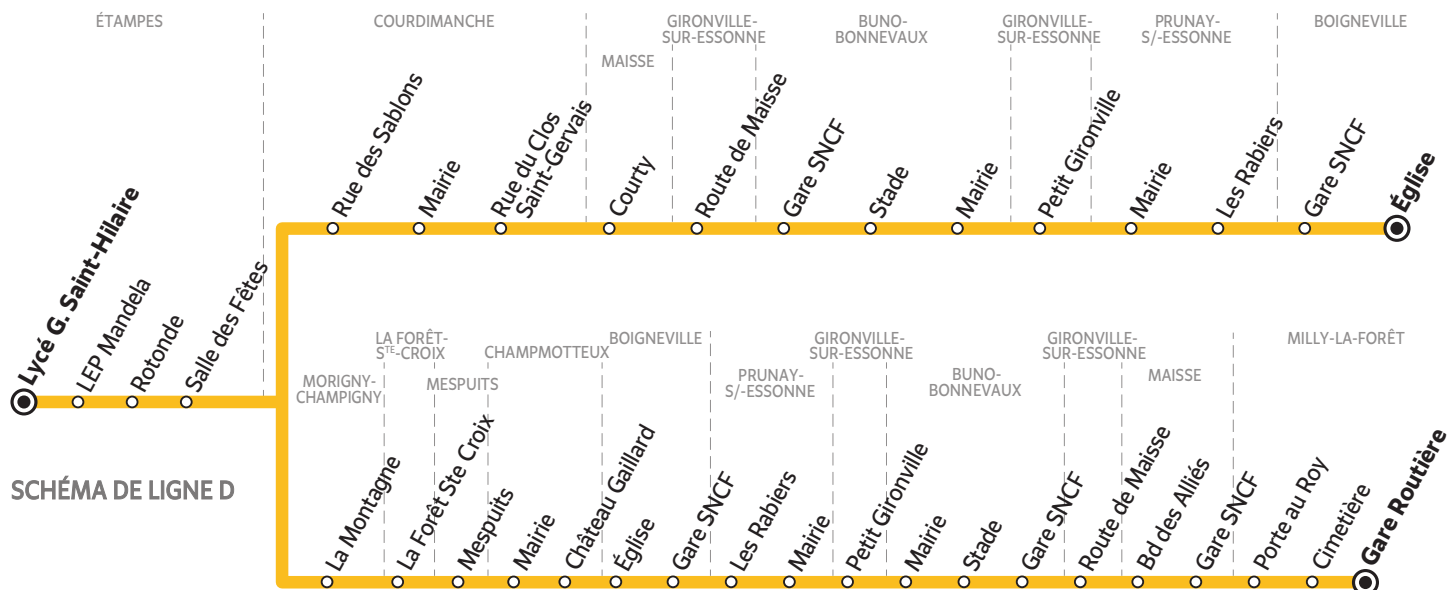 ÉTAMPES
COURDIMANCHE
MAISSE
GIRONVILLE-
SUR-ESSONNE
BUNO-
BONNEVAUX
GIRONVILLE-
SUR-ESSONNE
PRUNAY-
S/-ESSONNE
BOIGNEVILLE
Rue des Sablons
Mairie
Rue du Clos
Saint-Gervais
Courty
Route de Maisse
Gare SNCF
Stade
Mairie
Petit Gironville
Mairie
Les Rabiers
Gare SNCF
Église
Lycé G. Saint-Hilaire
LEP Mandela
Rotonde
Salle des Fêtes
MORIGNY-
CHAMPIGNY
LA FORÊT-
STE-CROIX
MESPUITS
CHAMPMOTTEUX
BOIGNEVILLE
PRUNAY-
S/-ESSONNE
GIRONVILLE-
SUR-ESSONNE
BUNO-
BONNEVAUX
GIRONVILLE-
SUR-ESSONNE
MAISSE
MILLY-LA-FORÊT
SCHÉMA DE LIGNE D
La Montagne
La Forêt Ste Croix
Mespuits
Mairie
Château Gaillard
Église
Gare SNCF
Les Rabiers
Mairie
Petit Gironville
Mairie
Stade
Gare SNCF
Route de Maisse
Bd des Alliés
Gare SNCF
Porte au Roy
Cimetière
Gare Routière